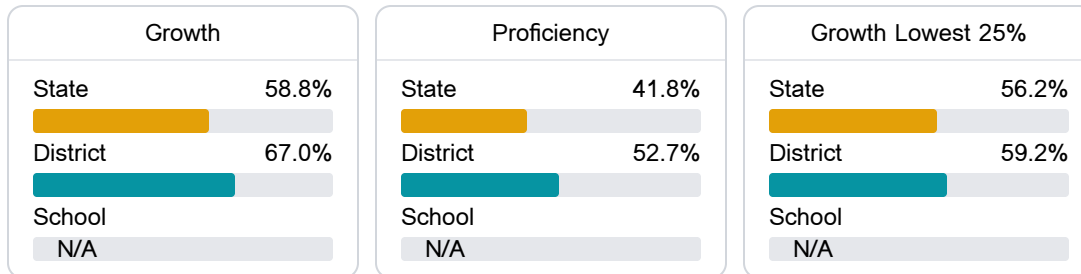 Growth
State 58.8%
District 67.0%
School
N/A
Proficiency
State 41.8%
District 52.7%
School
N/A
Growth Lowest 25%
State 56.2%
District 59.2%
School
N/A